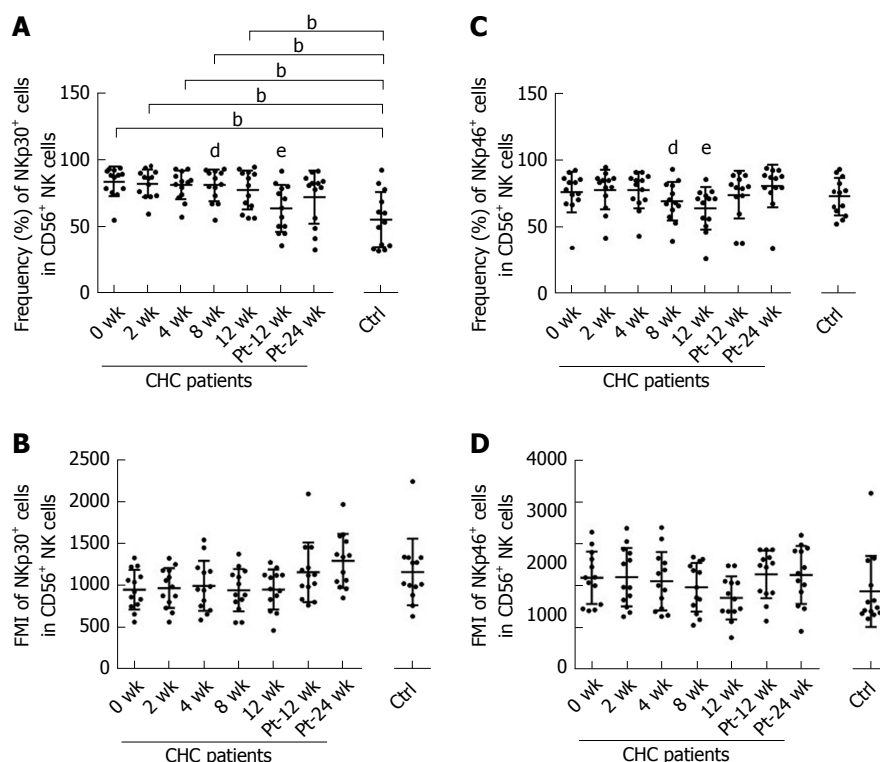 A
b
b
b
b
b
Frequency (%) of NKp30+ cells
in CD56+ NK cells
150
100
50
0
d
e
0 wk
2 wk
4 wk
8 wk
12 wk
Pt-12 wk
Pt-24 wk
Ctrl
CHC patients
C
Frequency (%) of NKp46+ cells
in CD56+ NK cells
150
100
50
0
d
e
0 wk
2 wk
4 wk
8 wk
12 wk
Pt-12 wk
Pt-24 wk
Ctrl
CHC patients
B
FMI of NKp30+ cells
in CD56+ NK cells
2500
2000
1500
1000
500
0
0 wk
2 wk
4 wk
8 wk
12 wk
Pt-12 wk
Pt-24 wk
Ctrl
CHC patients
D
FMI of NKp46+ cells
in CD56+ NK cells
4000
3000
2000
1000
0
0 wk
2 wk
4 wk
8 wk
12 wk
Pt-12 wk
Pt-24 wk
Ctrl
CHC patients